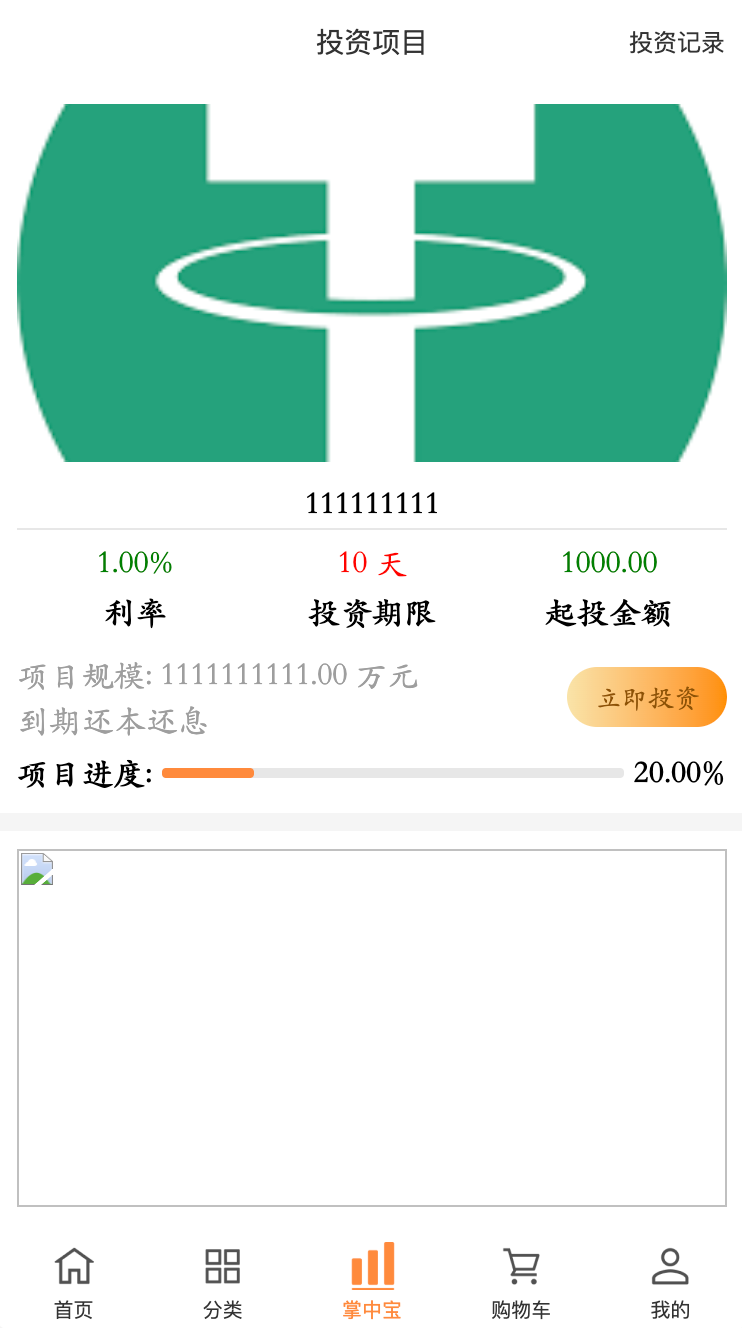 投资项目
投资记录
111111111
1.00%
10 天
1000.00
利率
投资期限
起投金额
项目规模: 1111111111.00 万元
到期还本还息
立即投资
项目进度:
20.00%
首页
分类
掌中宝
购物车
我的